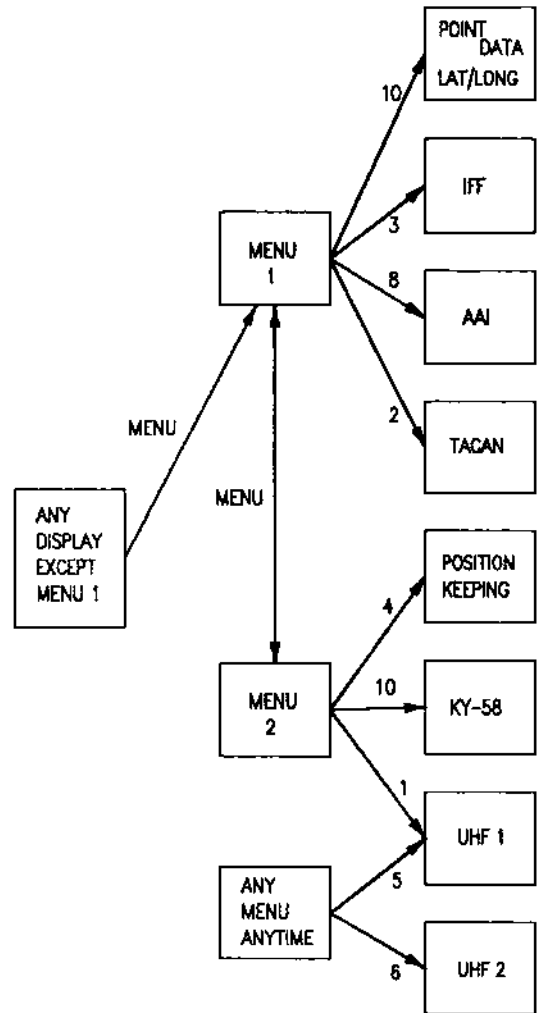 POINT
DATA
LAT/LONG
10
IFF
3
MENU
1
8
AAI
2
TACAN
MENU
MENU
ANY
DISPLAY
EXCEPT
MENU 1
POSITION
KEEPING
4
MENU
2
10
KY-58
1
UHF 1
5
ANY
MENU
ANYTIME
6
UHF 2